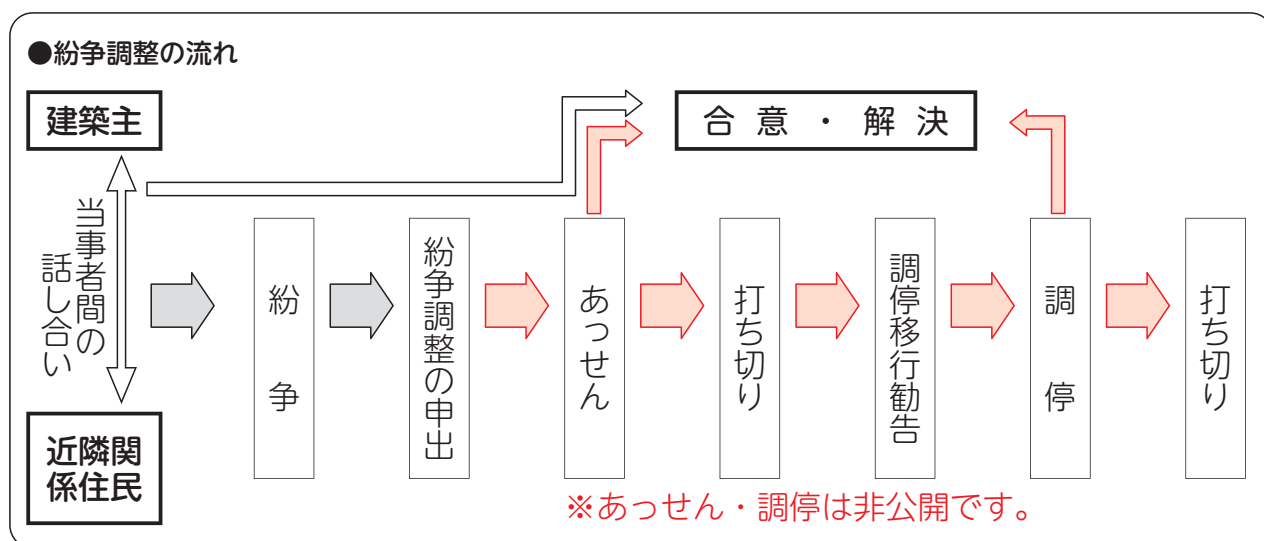 ●紛争調整の流れ
建築主
合意・解決
当事者間の
話し合い
紛争
紛争調整の申出
あっせん
打ち切り
調停移行勧告
調停
打ち切り
近隣関
係住民
※あっせん・調停は非公開です。